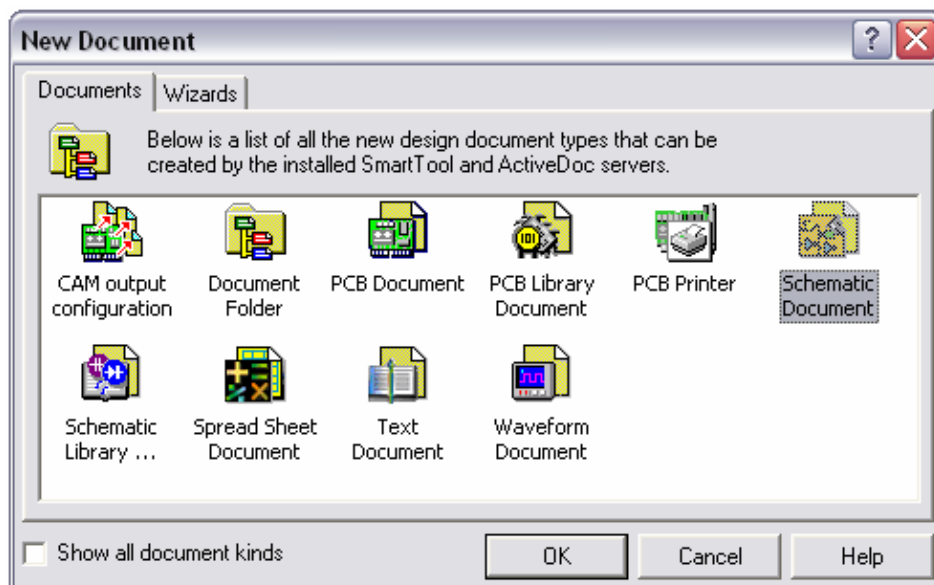 New Document
Documents
Wizards
Below is a list of all the new design document types that can be
created by the installed SmartTool and ActiveDoc servers.
CAM output
configuration
Document
Folder
PCB Document
PCB Library
Document
PCB Printer
Schematic
Document
Schematic
Library ...
Spread Sheet
Document
Text
Document
Waveform
Document
Show all document kinds
OK
Cancel
Help